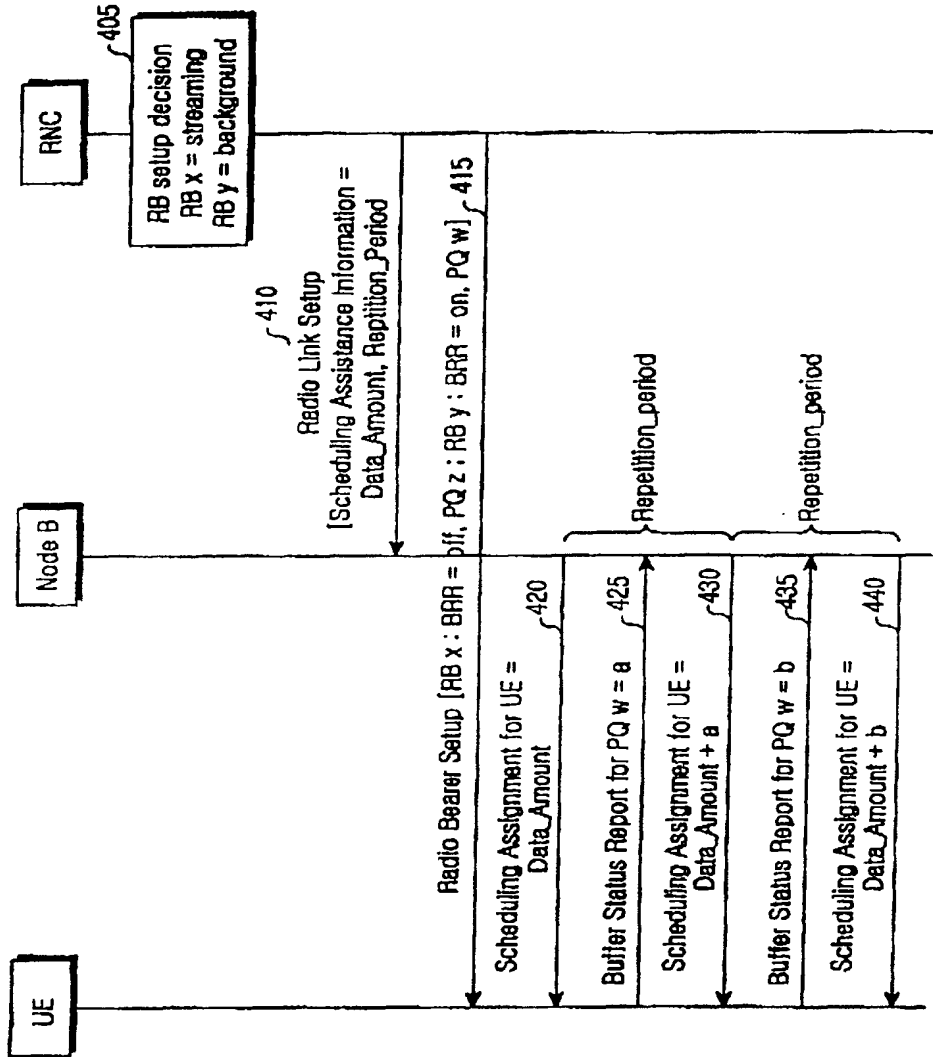 UE
Node B
RNC
RB setup decision
RB x = streaming
RB y = background
405
410
Radio Link Setup
[Scheduling Assistance Information =
Data_Amount, Reptition_Period
Radio Bearer Setup [RB x : BRR = off, PQ z ; RB y : BRR = on, PQ w]
415
Scheduling Assignment for UE =
Data_Amount
420
Buffer Status Report for PQ w = a
425
Repetition_period
Scheduling Assignment for UE =
Data_Amount + a
430
Buffer Status Report for PQ w = b
435
Repetition_period
Scheduling Assignment for UE =
Data_Amount + b
440